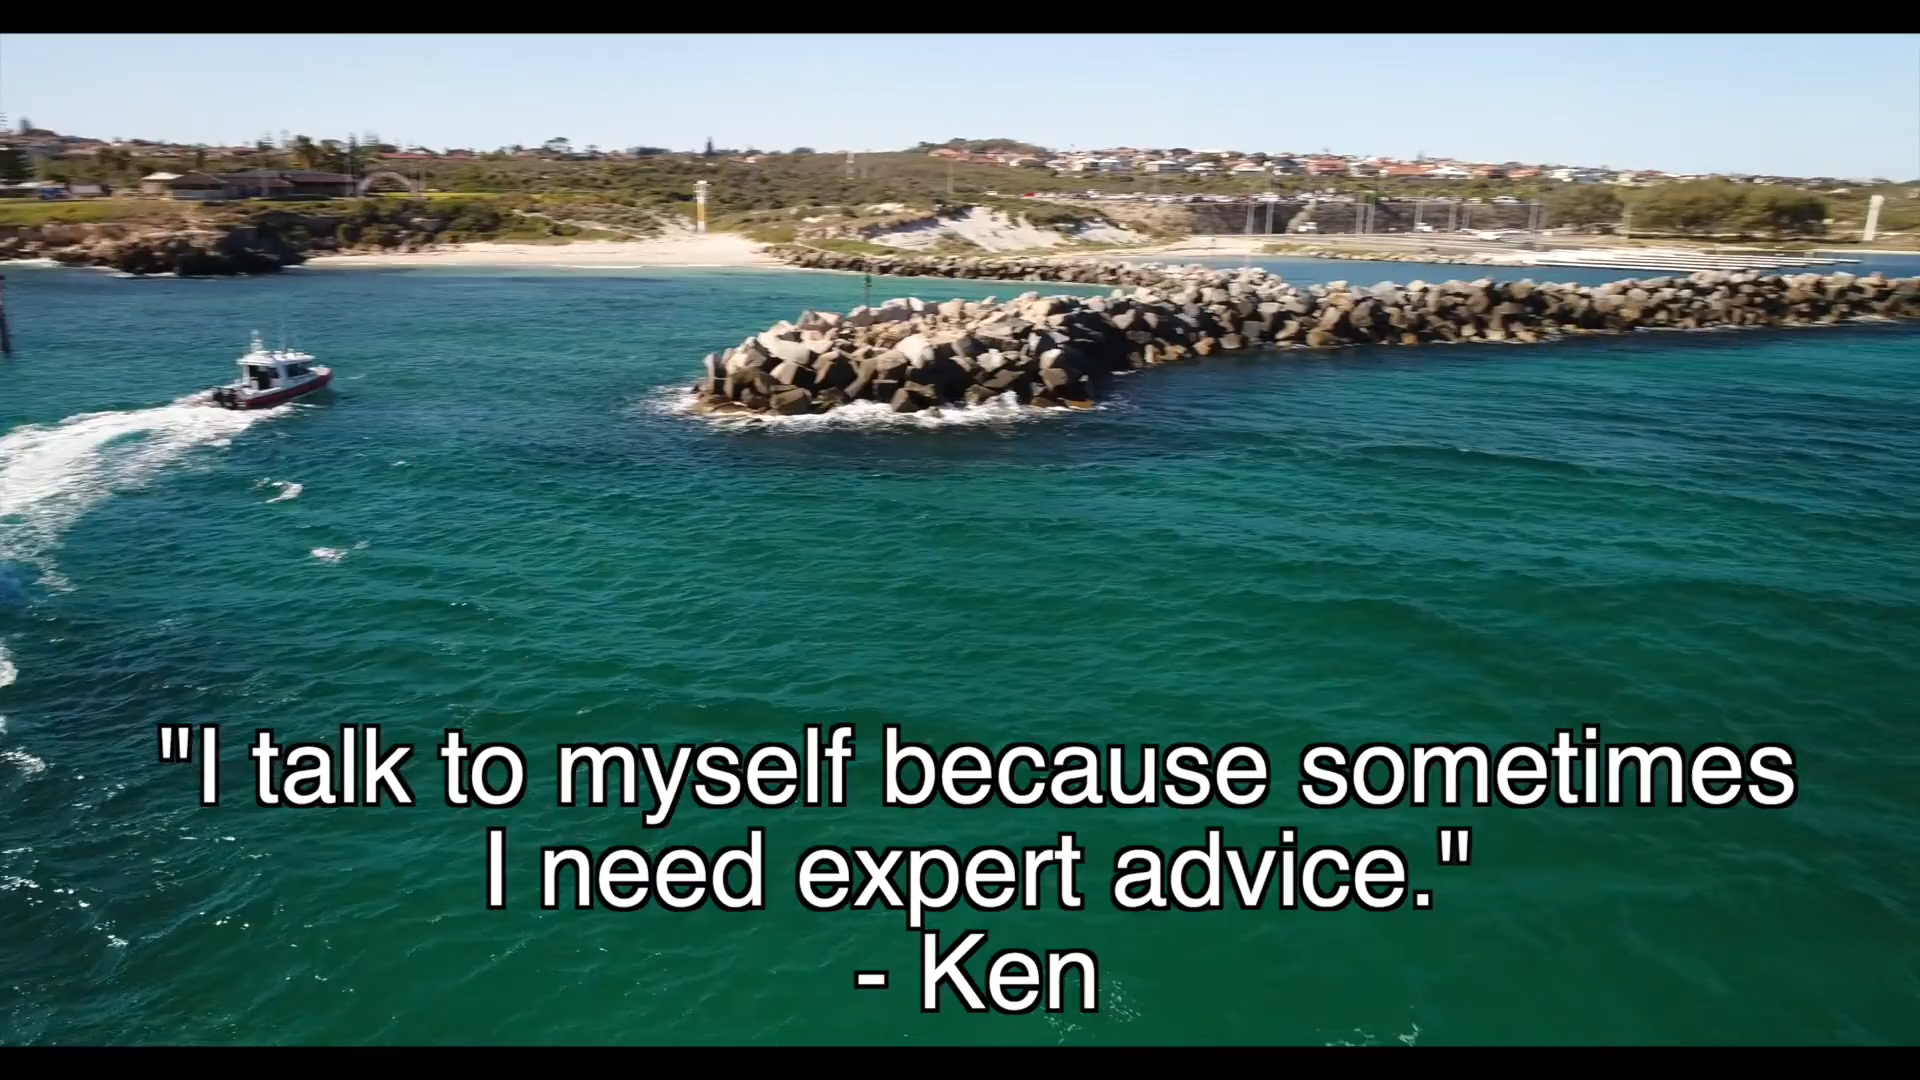 "I talk to myself because sometimes
I need expert advice."
- Ken